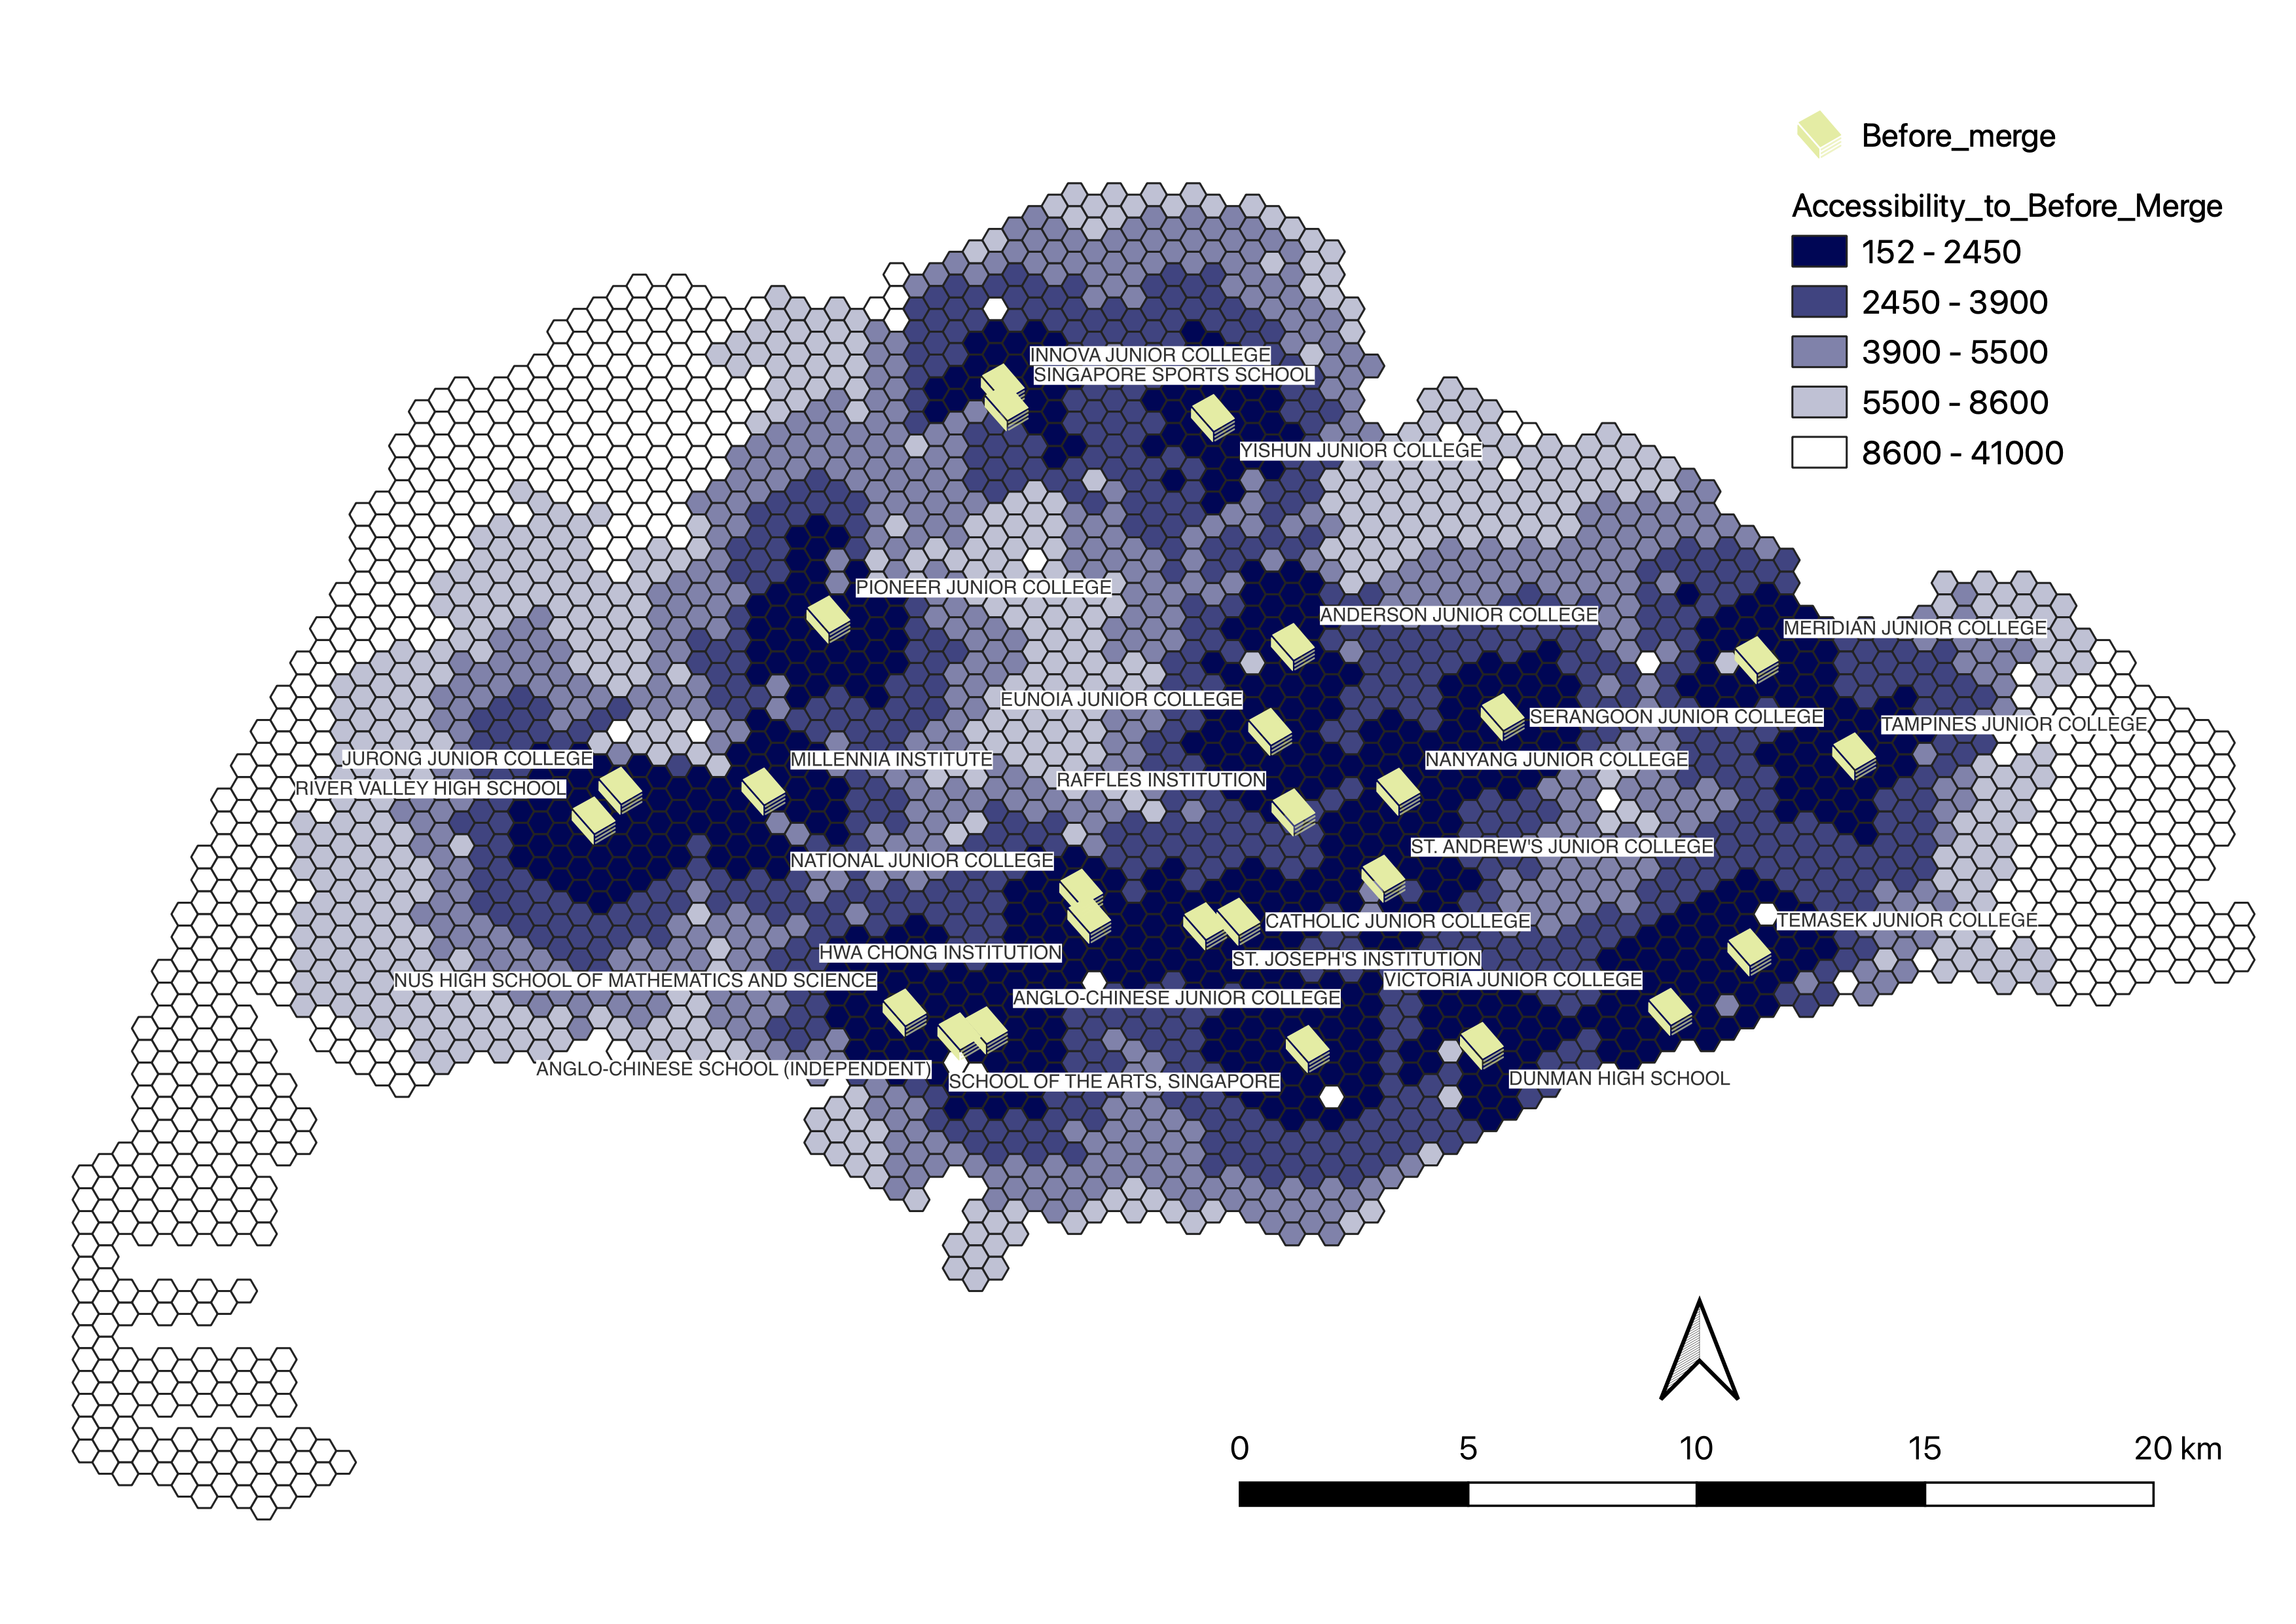 Before_merge
Accessibility_to_Before_Merge
152 - 2450
2450 - 3900
3900 - 5500
5500 - 8600
8600 - 41000
INNOVA JUNIOR COLLEGE
SINGAPORE SPORTS SCHOOL
YISHUN JUNIOR COLLEGE
PIONEER JUNIOR COLLEGE
ANDERSON JUNIOR COLLEGE
MERIDIAN JUNIOR COLLEGE
EUNOIA JUNIOR COLLEGE
SERANGOON JUNIOR COLLEGE
TAMPINES JUNIOR COLLEGE
JURONG JUNIOR COLLEGE
MILLENNIA INSTITUTE
NANYANG JUNIOR COLLEGE
RAFFLES INSTITUTION
RIVER VALLEY HIGH SCHOOL
ST. ANDREW'S JUNIOR COLLEGE
NATIONAL JUNIOR COLLEGE
CATHOLIC JUNIOR COLLEGE
TEMASEK JUNIOR COLLEGE
HWA CHONG INSTITUTION
ST. JOSEPH'S INSTITUTION
NUS HIGH SCHOOL OF MATHEMATICS AND SCIENCE
VICTORIA JUNIOR COLLEGE
ANGLO-CHINESE JUNIOR COLLEGE
ANGLO-CHINESE SCHOOL (INDEPENDENT)
SCHOOL OF THE ARTS, SINGAPORE
DUNMAN HIGH SCHOOL
0 5 10 15 20 km